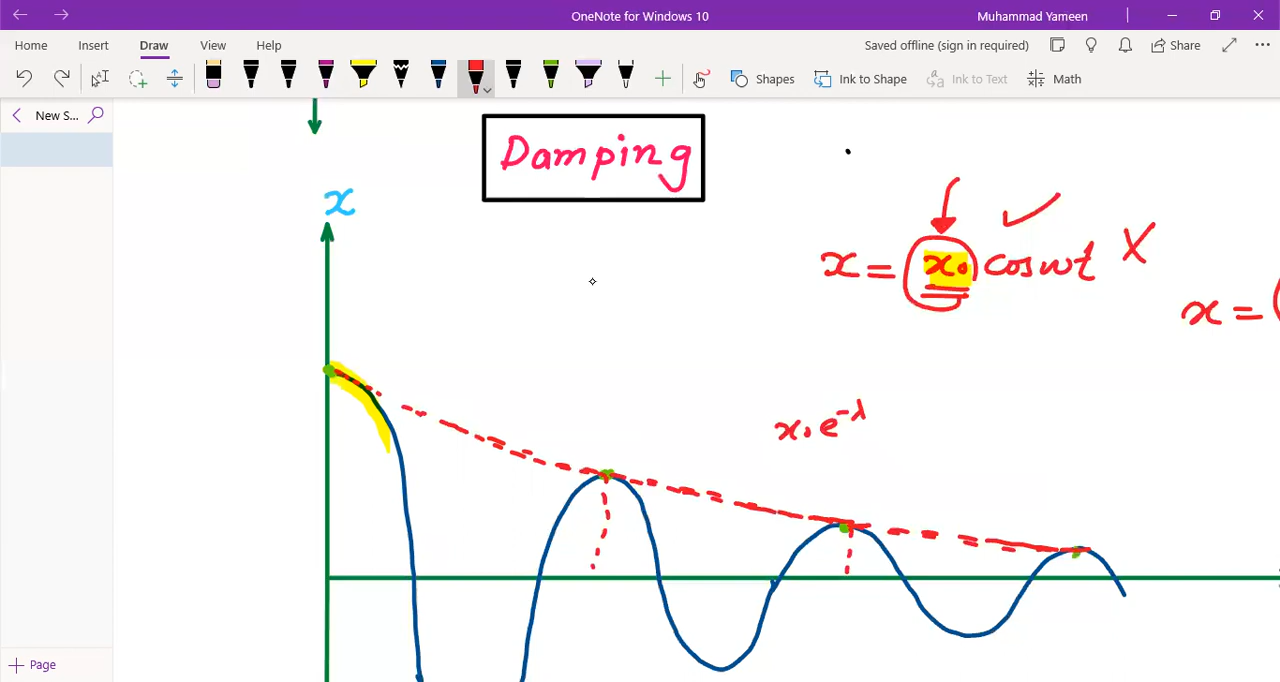 OneNote for Windows 10
Muhammad Yameen
Home Insert Draw View Help
Saved offline (sign in required)
Share
Shapes
Ink to Shape
Ink to Text
Math
New S...
Damping
x
x = x₀ cos ωt X
x = (
x₀ e^-λ
+ Page